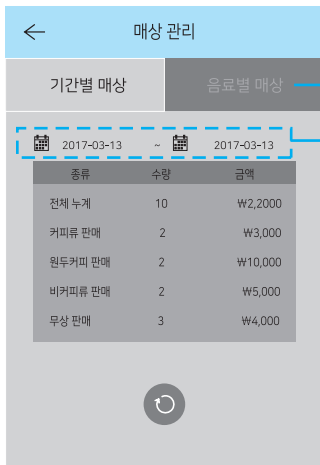 매상 관리
기간별 매상 음료별 매상
2017-03-13 ~ 2017-03-13
종류 수량 금액
전체 누계 10 ₩2,2000
커피류 판매 2 ₩3,000
원두커피 판매 2 ₩10,000
비커피류 판매 2 ₩5,000
무상 판매 3 ₩4,000